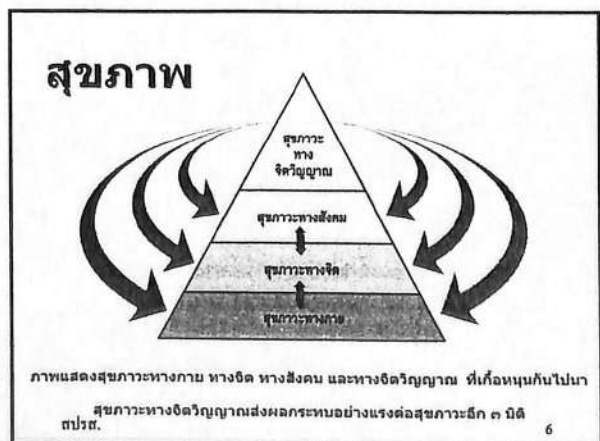 สุขภาพ
สุขภาวะ
ทาง
จิตวิญญาณ
สุขภาวะทางสังคม
สุขภาวะทางจิต
สุขภาวะทางกาย
ภาพแสดงสุขภาวะทางกาย ทางจิต ทางสังคม และทางจิตวิญญาณ ที่เกื้อหนุนกันไปมา
สุขภาวะทางจิตวิญญาณส่งผลกระทบอย่างแรงต่อสุขภาวะอีก ๓ มิติ
สปรส. 6